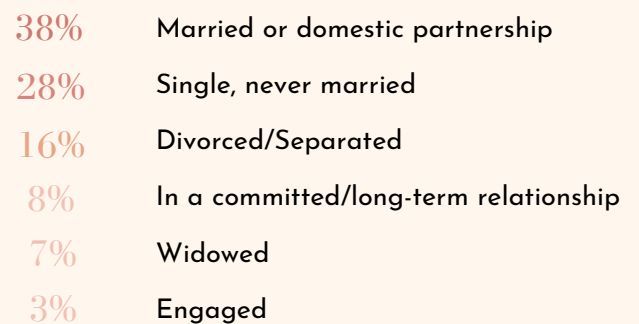 38% Married or domestic partnership
28% Single, never married
16% Divorced/Separated
8% In a committed/long-term relationship
7% Widowed
3% Engaged